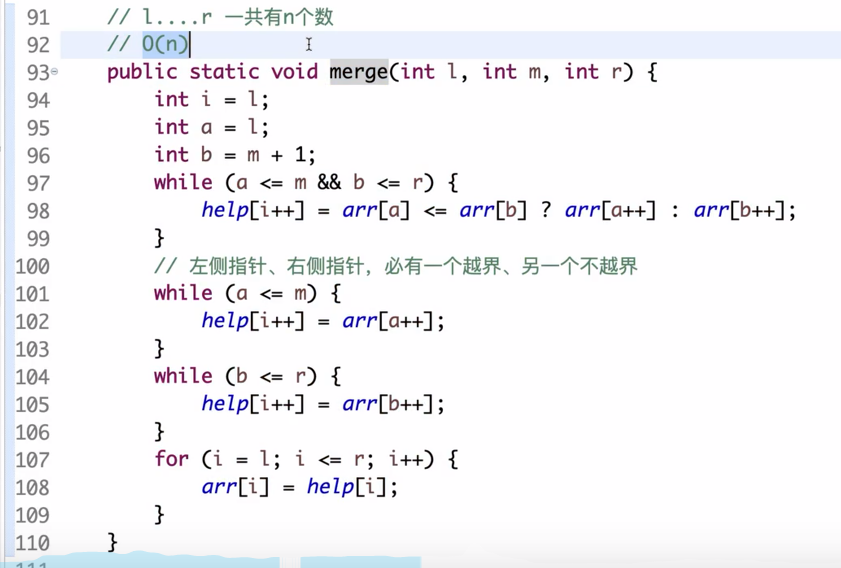 91 // l....r 一共有n个数
92 // O(n)
93 public static void merge(int l, int m, int r) {
94 int i = l;
95 int a = l;
96 int b = m + 1;
97 while (a <= m && b <= r) {
98 help[i++] = arr[a] <= arr[b] ? arr[a++] : arr[b++];
99 }
100 // 左侧指针、右侧指针，必有一个越界、另一个不越界
101 while (a <= m) {
102 help[i++] = arr[a++];
103 }
104 while (b <= r) {
105 help[i++] = arr[b++];
106 }
107 for (i = l; i <= r; i++) {
108 arr[i] = help[i];
109 }
110 }
111